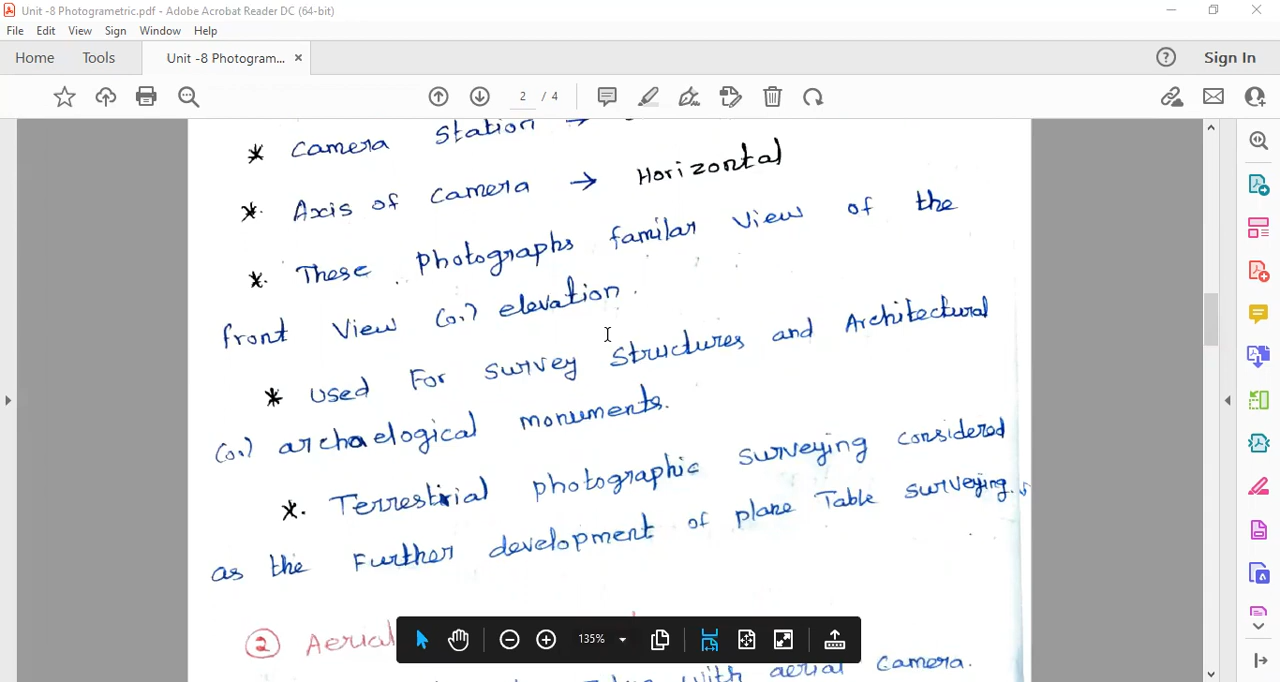 Unit -8 Photogrametric.pdf - Adobe Acrobat Reader DC (64-bit)
File Edit View Sign Window Help
Home Tools Unit -8 Photogram... ×
Sign In
2 / 4
* Camera Station →
*. Axis of Camera → Horizontal
*. These photographs familar View of the
front View (or) elevation.
* Used For survey Structures and Architectural
(or) archaelogical monuments.
*. Terrestrial photographic surveying considered
as the Further development of plane Table surveying.
② Aerial
135%
with aerial camera.